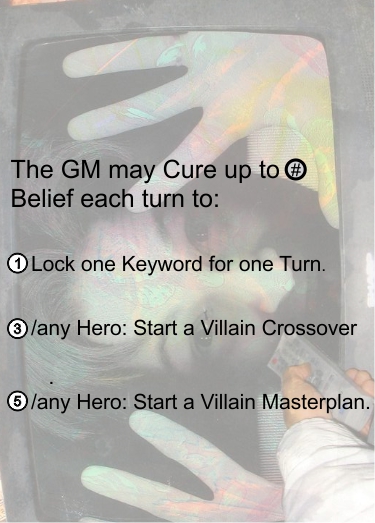 The GM may Cure up to #
Belief each turn to:
1 Lock one Keyword for one Turn.
3 /any Hero: Start a Villain Crossover
.
5 /any Hero: Start a Villain Masterplan.